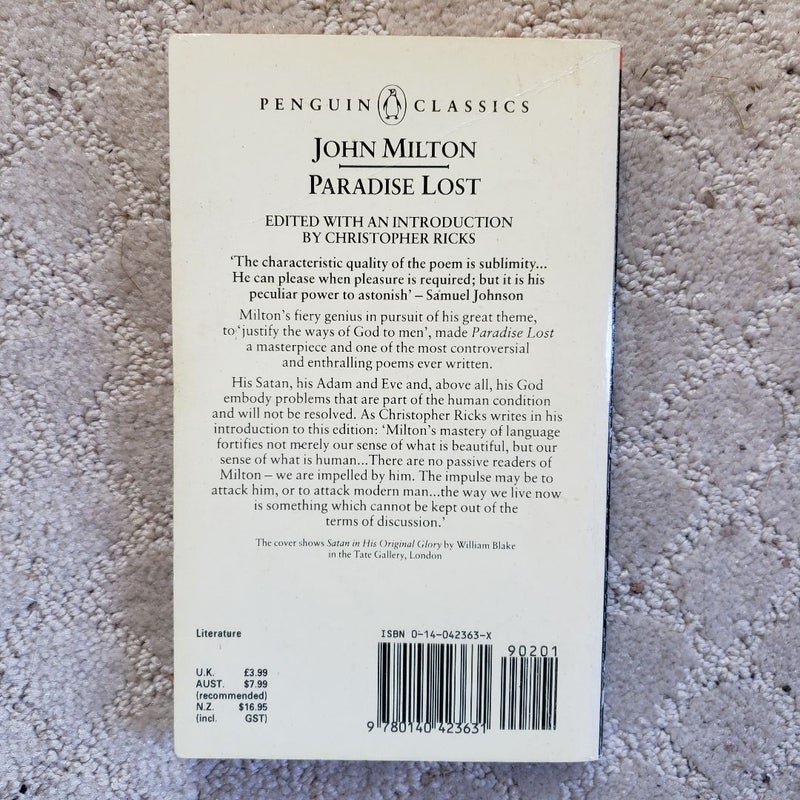 PENGUIN CLASSICS
JOHN MILTON
PARADISE LOST
EDITED WITH AN INTRODUCTION
BY CHRISTOPHER RICKS
‘The characteristic quality of the poem is sublimity...
He can please when pleasure is required; but it is his
peculiar power to astonish’ – Samuel Johnson
Milton’s fiery genius in pursuit of his great theme,
to ‘justify the ways of God to men’, made Paradise Lost
a masterpiece and one of the most controversial
and enthralling poems ever written.
His Satan, his Adam and Eve and, above all, his God
embody problems that are part of the human condition
and will not be resolved. As Christopher Ricks writes in his
introduction to this edition: ‘Milton’s mastery of language
fortifies not merely our sense of what is beautiful, but our
sense of what is human...There are no passive readers of
Milton – we are impelled by him. The impulse may be to
attack him, or to attack modern man...the way we live now
is something which cannot be kept out of the
terms of discussion.’
The cover shows Satan in His Original Glory by William Blake
in the Tate Gallery, London
Literature
U.K. £3.99
AUST. $7.99
(recommended)
N.Z. $16.95
(incl. GST)
ISBN 0-14-042363-X
90201
9 780140 423631